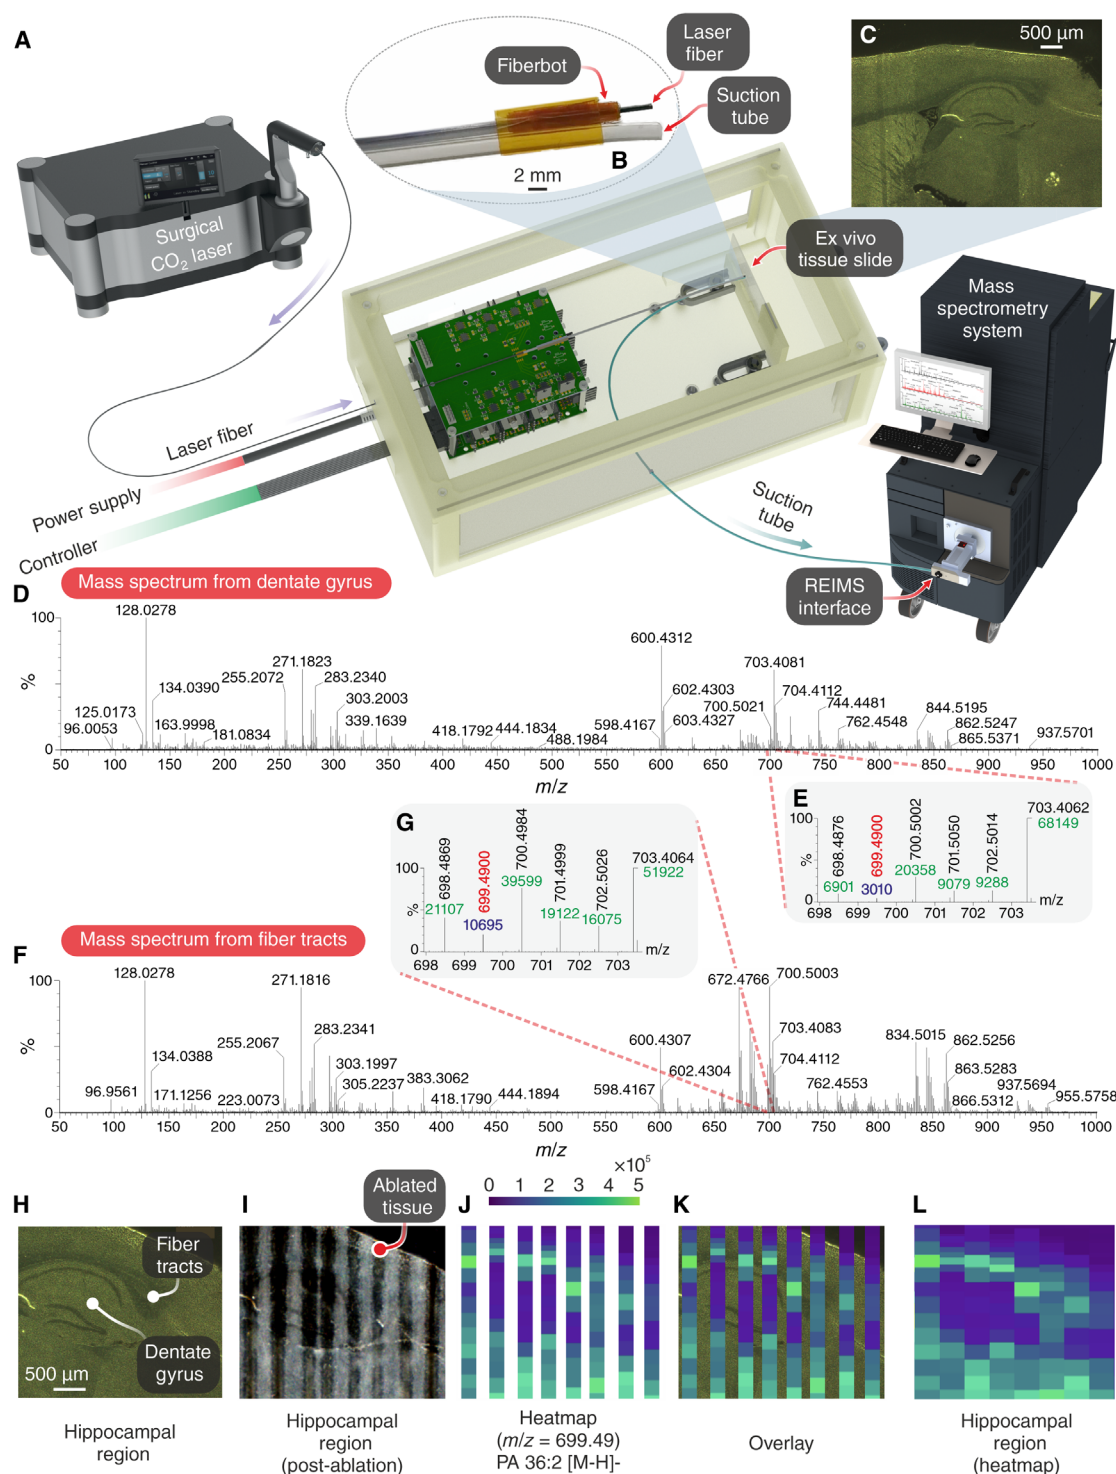 A
Fiberbot
Laser
fiber
Suction
tube
B
2 mm
C
500 µm
Surgical
CO2 laser
Ex vivo
tissue slide
Mass
spectrometry
system
Laser fiber
Power supply
Controller
Suction
tube
REIMS
interface
D
Mass spectrum from dentate gyrus
100
%
0
128.0278
134.0390
125.0173
96.0053
163.9998
181.0834
255.2072
271.1823
283.2340
303.2003
339.1639
418.1792
444.1834
488.1984
598.4167
600.4312
602.4303
603.4327
700.5021
703.4081
704.4112
744.4481
762.4548
844.5195
862.5247
865.5371
937.5701
50 100 150 200 250 300 350 400 450 500 550 600 650 700 750 800 850 900 950 1000
m/z
E
100
%
0
698.4876
6901
699.4900
3010
700.5002
20358
701.5050
9079
702.5014
9288
703.4062
68149
698 699 700 701 702 703
m/z
G
100
%
0
698.4869
21107
699.4900
10695
700.4984
39599
701.4999
19122
702.5026
16075
703.4064
51922
698 699 700 701 702 703
m/z
F
Mass spectrum from fiber tracts
100
%
0
128.0278
134.0388
96.9561
171.1256
223.0073
255.2067
271.1816
283.2341
303.1997
305.2237
383.3062
418.1790
444.1894
598.4167
600.4307
602.4304
672.4766
700.5003
703.4083
704.4112
762.4553
834.5015
862.5256
863.5283
866.5312
937.5694
955.5758
50 100 150 200 250 300 350 400 450 500 550 600 650 700 750 800 850 900 950 1000
m/z
H
Fiber
tracts
Dentate
gyrus
500 µm
Hippocampal
region
I
Ablated
tissue
Hippocampal
region
(post-ablation)
J
×10⁵
0 1 2 3 4 5
Heatmap
(m/z = 699.49)
PA 36:2 [M-H]-
K
Overlay
L
Hippocampal
region
(heatmap)